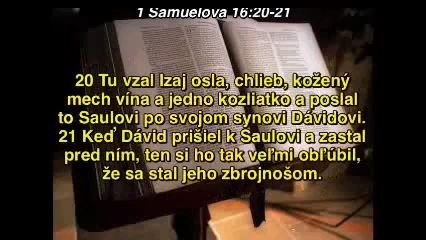 1 Samuelova 16:20-21
20 Tu vzal Izaj osla, chlieb, kožený
mech vína a jedno kozliatko a poslal
to Saulovi po svojom synovi Dávidovi.
21 Keď Dávid prišiel k Saulovi a zastal
pred ním, ten si ho tak veľmi obľúbil,
že sa stal jeho zbrojnošom.